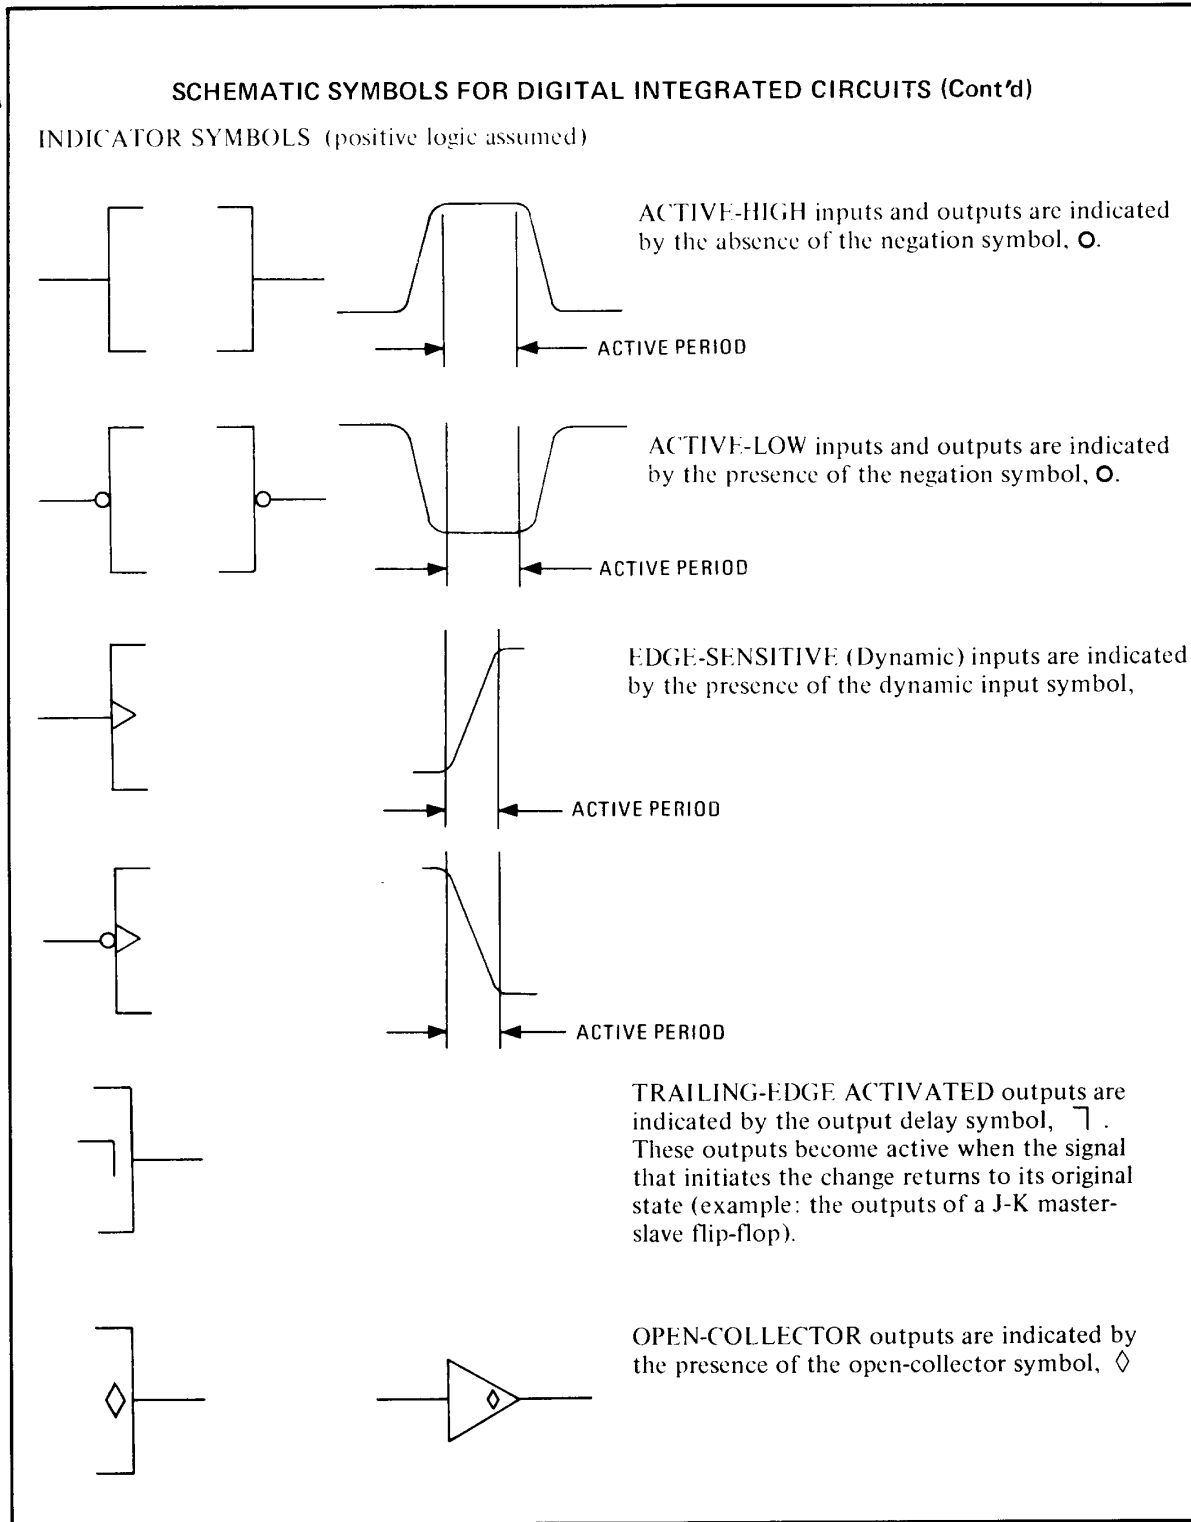 SCHEMATIC SYMBOLS FOR DIGITAL INTEGRATED CIRCUITS (Cont'd)
INDICATOR SYMBOLS (positive logic assumed)
ACTIVE-HIGH inputs and outputs are indicated
by the absence of the negation symbol, O.
ACTIVE PERIOD
ACTIVE-LOW inputs and outputs are indicated
by the presence of the negation symbol, O.
ACTIVE PERIOD
EDGE-SENSITIVE (Dynamic) inputs are indicated
by the presence of the dynamic input symbol,
ACTIVE PERIOD
ACTIVE PERIOD
TRAILING-EDGE ACTIVATED outputs are
indicated by the output delay symbol, ⅂ .
These outputs become active when the signal
that initiates the change returns to its original
state (example: the outputs of a J-K master-
slave flip-flop).
OPEN-COLLECTOR outputs are indicated by
the presence of the open-collector symbol, ◊